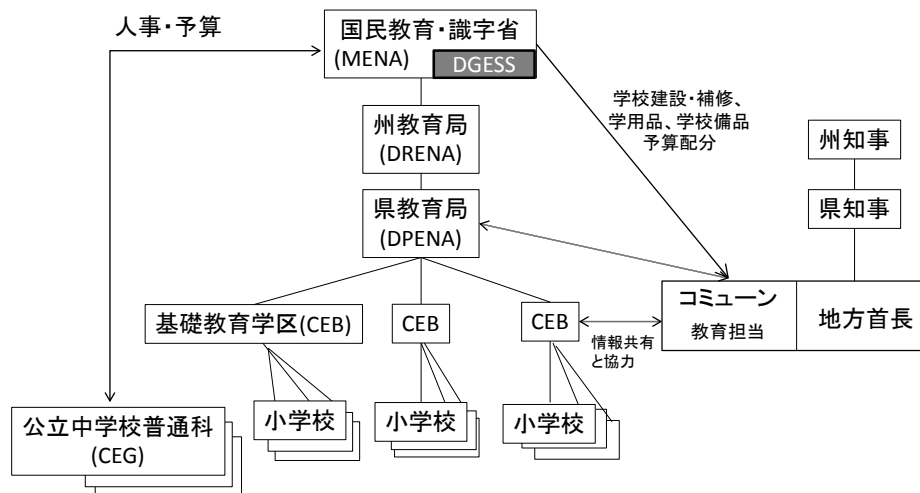 人事・予算
国民教育・識字省
(MENA)
DGESS
学校建設・補修、
学用品、学校備品
予算配分
州教育局
(DRENA)
州知事
県教育局
(DPENA)
県知事
コミューン
教育担当
地方首長
基礎教育学区(CEB)
CEB
CEB
情報共有
と協力
小学校
小学校
小学校
公立中学校普通科
(CEG)